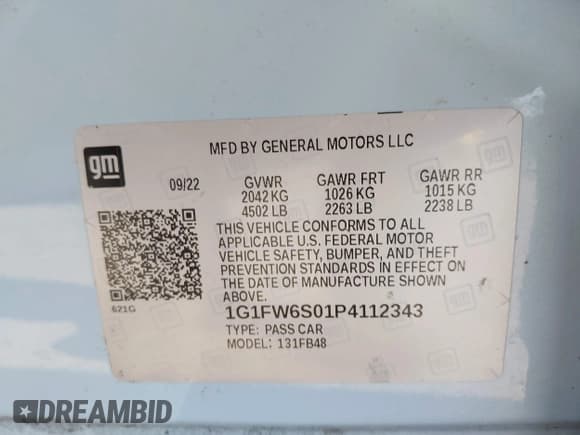 gm
MFD BY GENERAL MOTORS LLC
09/22 GVWR GAWR FRT GAWR RR
2042 KG 1026 KG 1015 KG
4502 LB 2263 LB 2238 LB
THIS VEHICLE CONFORMS TO ALL
APPLICABLE U.S. FEDERAL MOTOR
VEHICLE SAFETY, BUMPER, AND THEFT
PREVENTION STANDARDS IN EFFECT ON
THE DATE OF MANUFACTURE SHOWN
ABOVE.
621G
1G1FW6S01P4112343
TYPE: PASS CAR
MODEL: 131FB48
DREAMBID